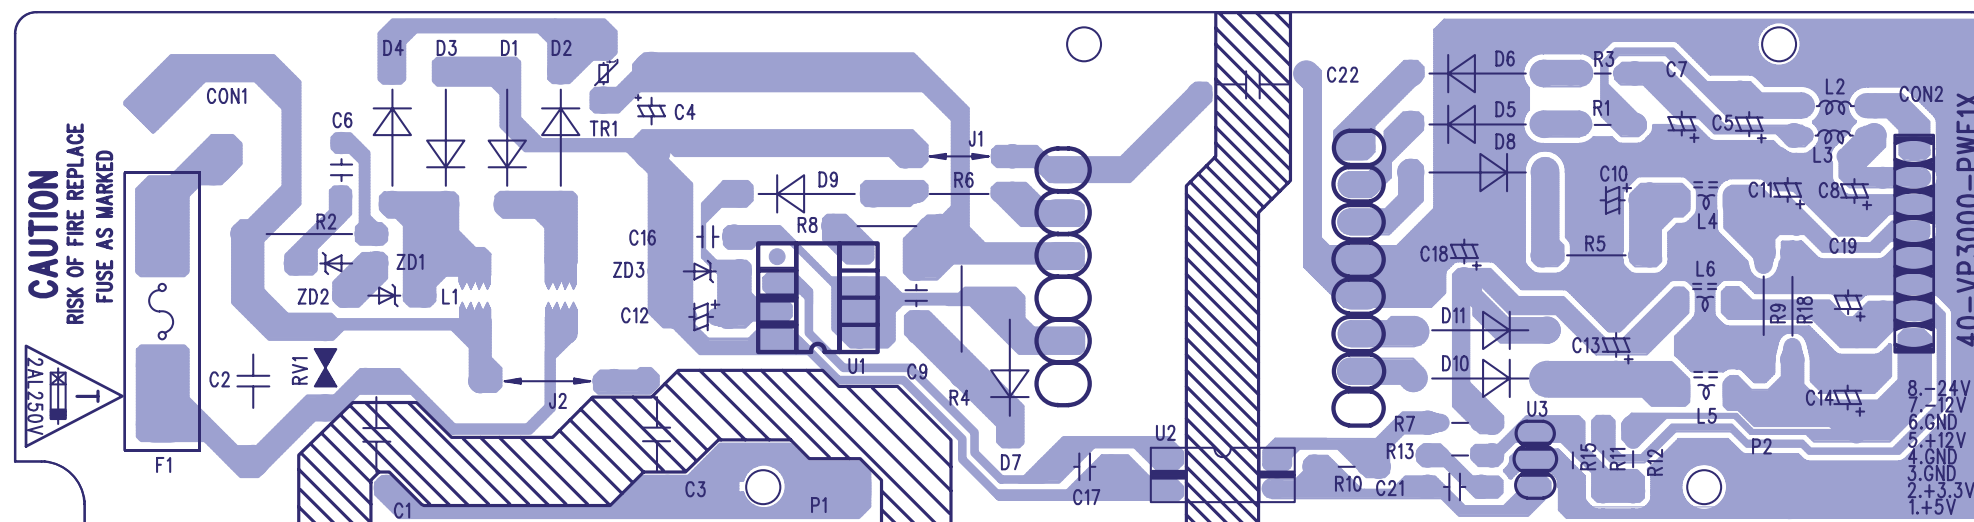 D4 D3 D1 D2
CON1
C6
TR1
C4
CAUTION
RISK OF FIRE REPLACE
FUSE AS MARKED
R2
ZD1
ZD2
L1
2AL 250V
T
F1
C2
RV1
J2
C1
C3
P1
J1
D9
R6
R8
C16
ZD3
C12
U1
C9
R4
D7
C17
U2
C22
D6
R3
C7
D5
R1
C5
L2
L3
CON2
D8
C10
L4
C11
C8
R5
C18
C19
L6
R9
R18
D11
C13
D10
L5
C14
R7
U3
R13
R10
C21
R15
R11
R12
P2
40-VP3000-PWE1X
8.-24V
7.-12V
6.GND
5.+12V
4.GND
3.GND
2.+3.3V
1.+5V